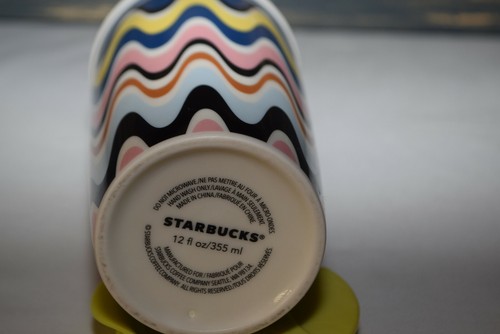 DO NOT MICROWAVE/NE PAS METTRE AU FOUR À MICRO-ONDES
HAND WASH ONLY/LAVAGE À MAIN SEULEMENT
MADE IN CHINA/FABRIQUÉ EN CHINE
STARBUCKS®
12 fl oz/355 ml
MANUFACTURED FOR / FABRIQUÉ POUR
STARBUCKS COFFEE COMPANY SEATTLE, WA 98134
© STARBUCKS COFFEE COMPANY. ALL RIGHTS RESERVED./TOUS DROITS RÉSERVÉS